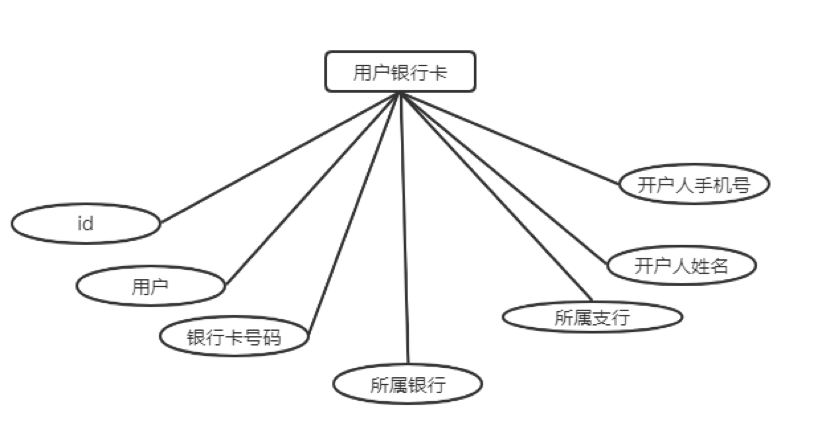 用户银行卡
开户人手机号
id
开户人姓名
用户
所属支行
银行卡号码
所属银行